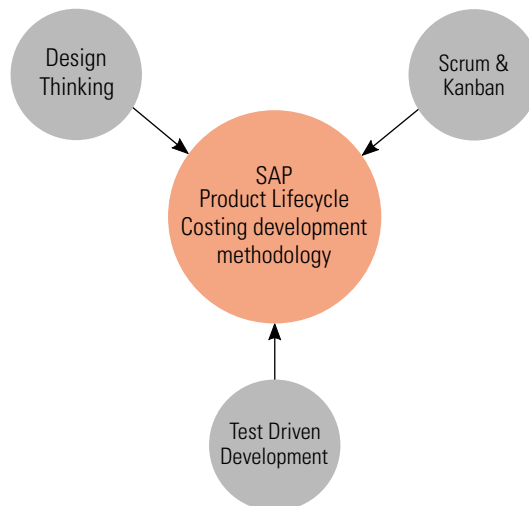 Design
Thinking
Scrum &
Kanban
SAP
Product Lifecycle
Costing development
methodology
Test Driven
Development